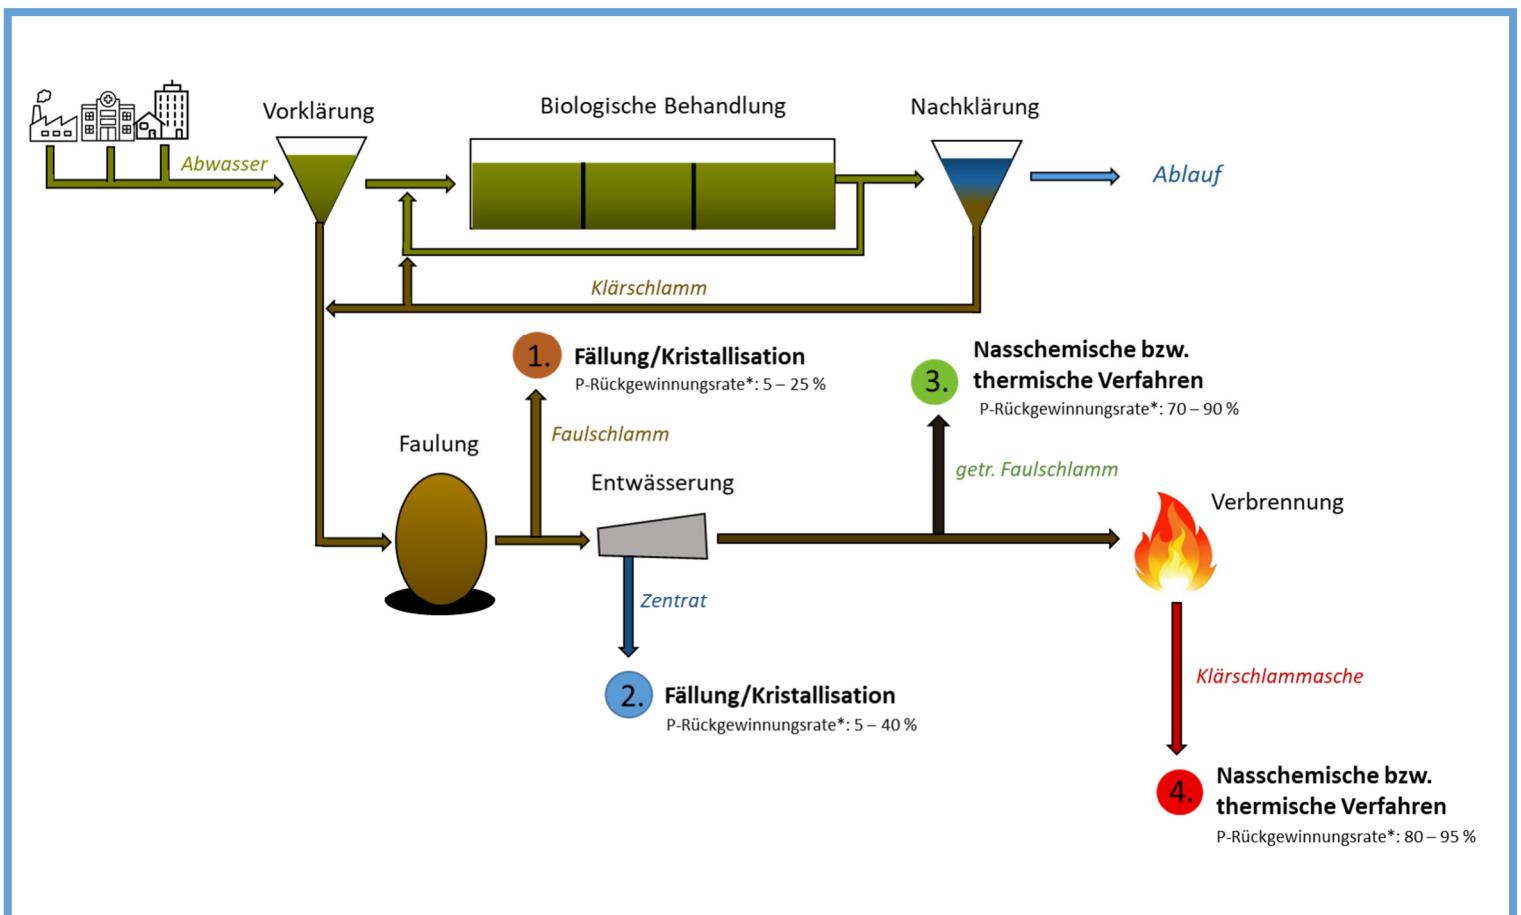 Vorklärung
Biologische Behandlung
Nachklärung
Abwasser
Ablauf
Klärschlamm
1.
Fällung/Kristallisation
P-Rückgewinnungsrate*: 5 – 25 %
Nasschemische bzw.
thermische Verfahren
3.
P-Rückgewinnungsrate*: 70 – 90 %
Faulschlamm
Faulung
getr. Faulschlamm
Entwässerung
Verbrennung
Zentrat
Klärschlammasche
2.
Fällung/Kristallisation
P-Rückgewinnungsrate*: 5 – 40 %
4.
Nasschemische bzw.
thermische Verfahren
P-Rückgewinnungsrate*: 80 – 95 %